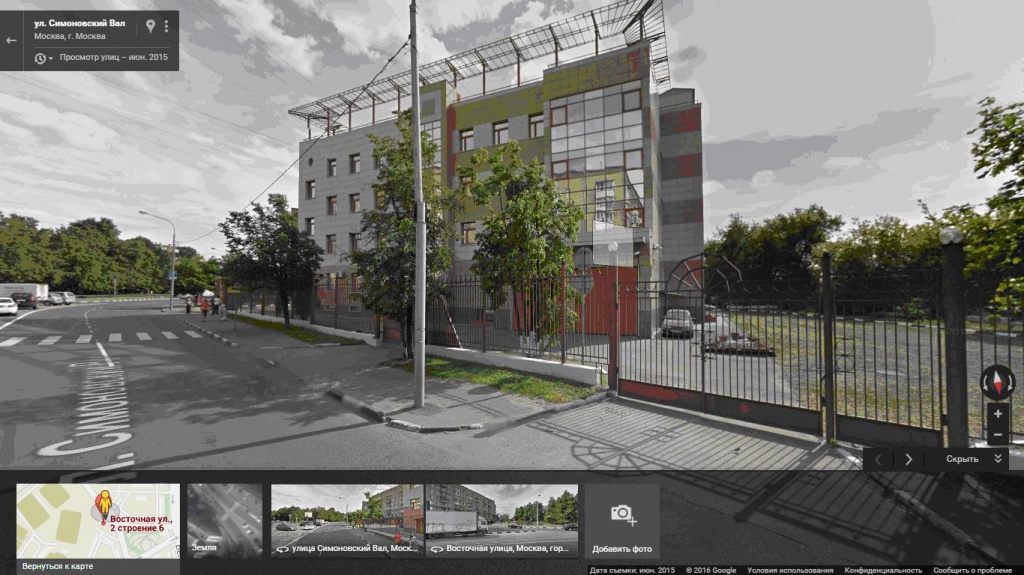 ул. Симоновский Вал
Москва, г. Москва
Просмотр улиц – июн. 2015
Симоновский
Скрыть
Восточная ул.,
2 строение 6
Вернуться к карте
Земля
улица Симоновский Вал, Моск...
Восточная улица, Москва, гор...
Добавить фото
Дата съемки: июн. 2015 © 2016 Google Условия использования Конфиденциальность Сообщить о проблеме